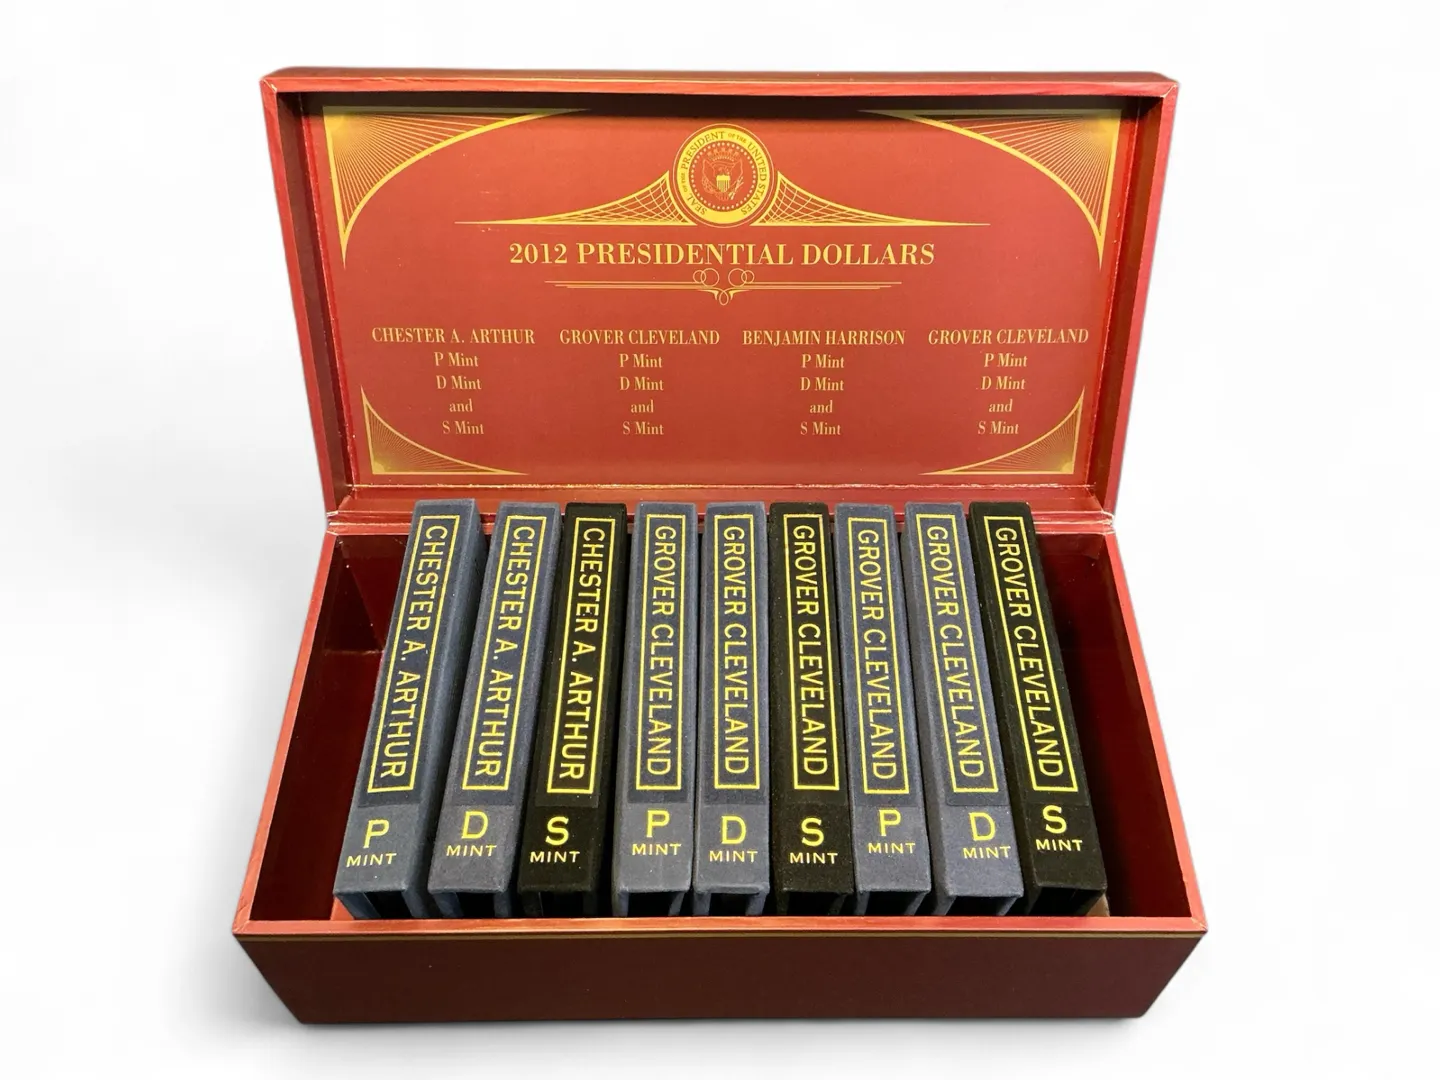 SEAL OF THE PRESIDENT OF THE UNITED STATES
2012 PRESIDENTIAL DOLLARS
CHESTER A. ARTHUR
P Mint
D Mint
and
S Mint
GROVER CLEVELAND
P Mint
D Mint
and
S Mint
BENJAMIN HARRISON
P Mint
D Mint
and
S Mint
GROVER CLEVELAND
P Mint
D Mint
and
S Mint
CHESTER A. ARTHUR
P
MINT
CHESTER A. ARTHUR
D
MINT
CHESTER A. ARTHUR
S
MINT
GROVER CLEVELAND
P
MINT
GROVER CLEVELAND
D
MINT
GROVER CLEVELAND
S
MINT
GROVER CLEVELAND
P
MINT
GROVER CLEVELAND
D
MINT
GROVER CLEVELAND
S
MINT